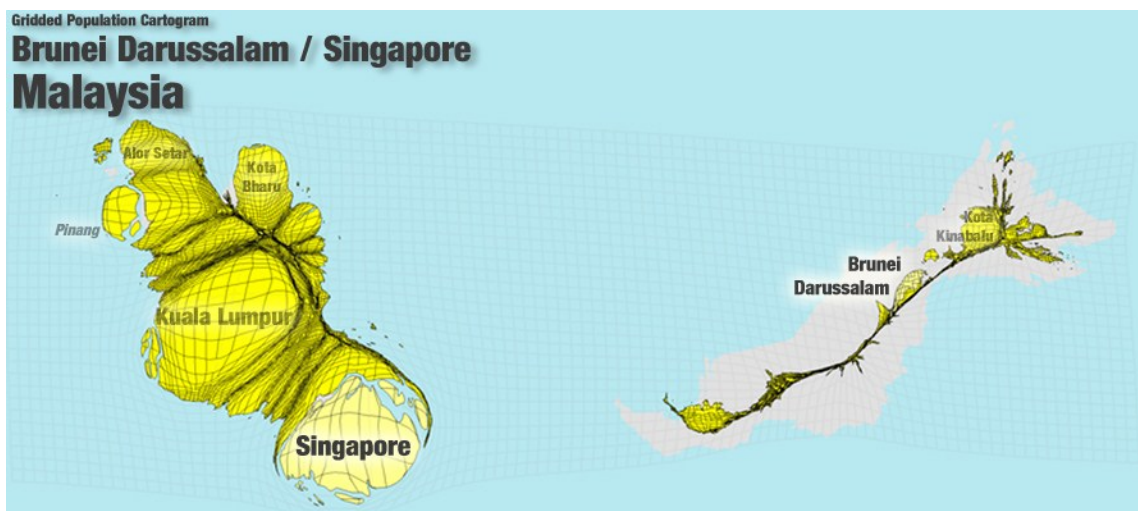 Gridded Population Cartogram
Brunei Darussalam / Singapore
Malaysia
Alor Setar
Kota
Bharu
Pinang
Kota
Kinabalu
Brunei
Darussalam
Kuala Lumpur
Singapore